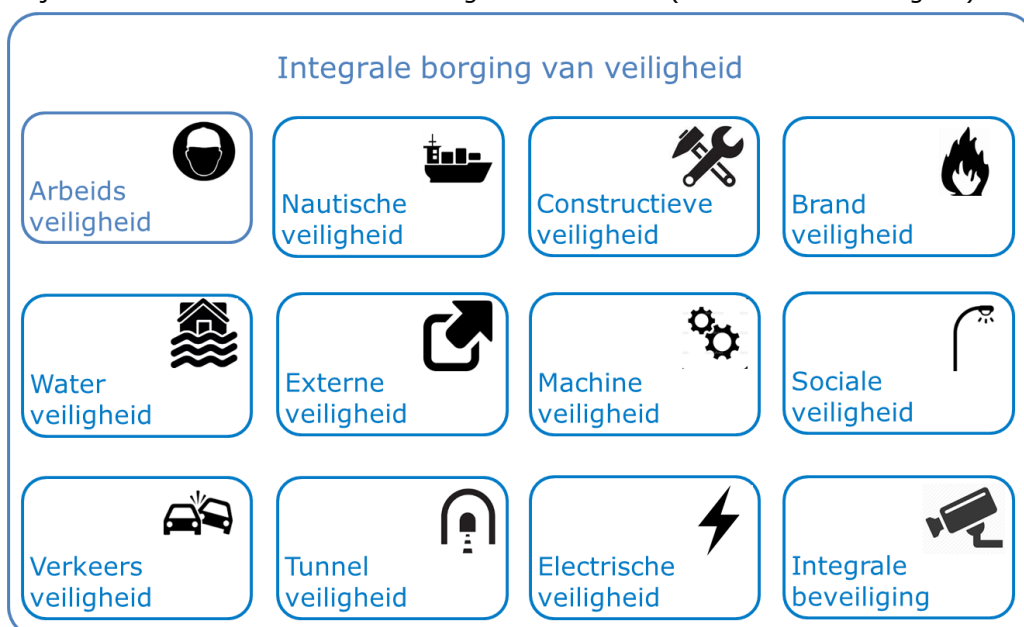 Integrale borging van veiligheid
Arbeids
veiligheid
Nautische
veiligheid
Constructieve
veiligheid
Brand
veiligheid
Water
veiligheid
Externe
veiligheid
Machine
veiligheid
Sociale
veiligheid
Verkeers
veiligheid
Tunnel
veiligheid
Electrische
veiligheid
Integrale
beveiliging